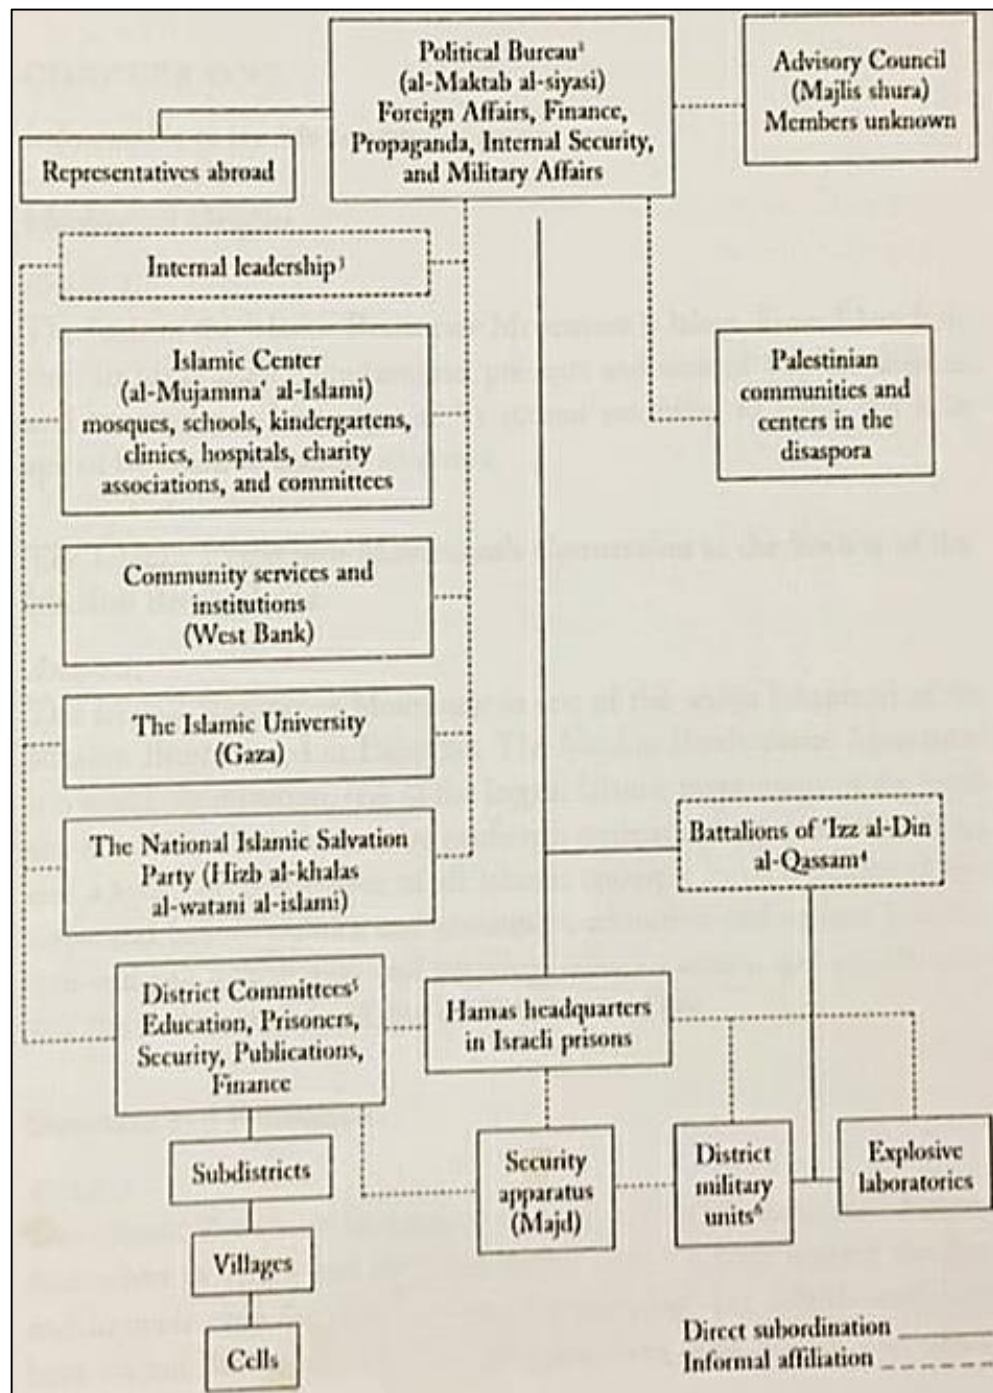 Political Bureau²
(al-Maktab al-siyasi)
Foreign Affairs, Finance,
Propaganda, Internal Security,
and Military Affairs
Advisory Council
(Majlis shura)
Members unknown
Representatives abroad
Internal leadership³
Islamic Center
(al-Mujamma' al-Islami)
mosques, schools, kindergartens,
clinics, hospitals, charity
associations, and committees
Palestinian
communities and
centers in the
disaspora
Community services and
institutions
(West Bank)
The Islamic University
(Gaza)
The National Islamic Salvation
Party (Hizb al-khalas
al-watani al-islami)
Battalions of 'Izz al-Din
al-Qassam⁴
District Committees⁵
Education, Prisoners,
Security, Publications,
Finance
Hamas headquarters
in Israeli prisons
Subdistricts
Security
apparatus
(Majd)
District
military
units⁶
Explosive
laboratories
Villages
Cells
Direct subordination
Informal affiliation